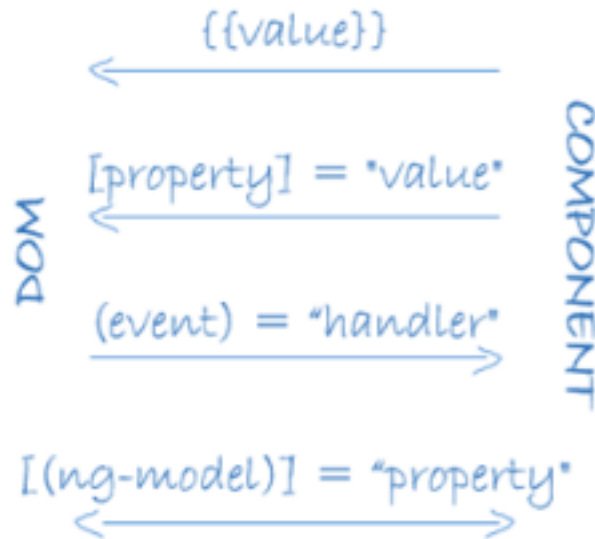 {{value}}
[property] = "value"
DOM
COMPONENT
(event) = "handler"
[(ng-model)] = "property"